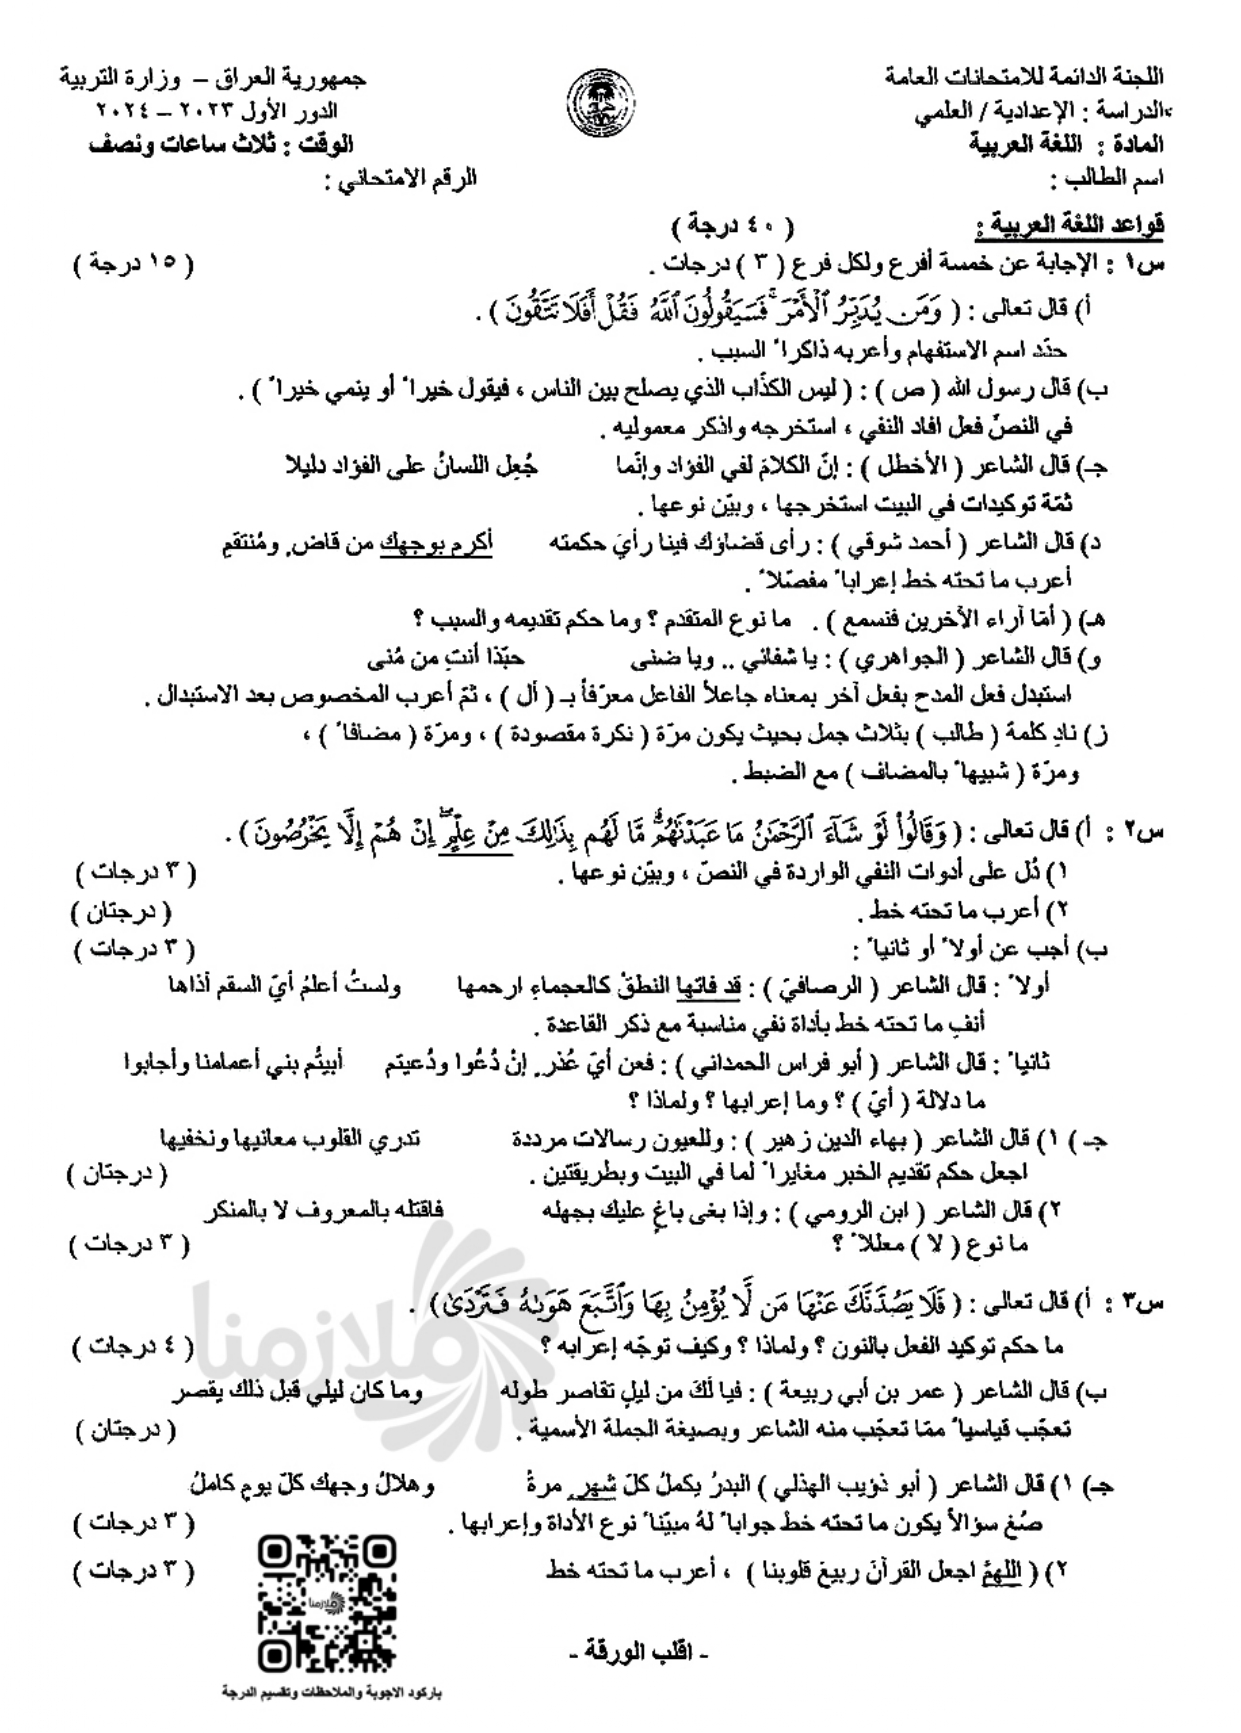 اللجنة الدائمة للامتحانات العامة
جمهورية العراق – وزارة التربية
الدراسة : الإعدادية / العلمي
الدور الأول ٢٠٢٣ – ٢٠٢٤
المادة : اللغة العربية
الوقت : ثلاث ساعات ونصف
اسم الطالب :
الرقم الامتحاني :
قواعد اللغة العربية : ( ٤٠ درجة )
س١ : الإجابة عن خمسة أفرع ولكل فرع ( ٣ ) درجات . ( ١٥ درجة )
أ) قال تعالى : ( وَمَن يُدَبِّرُ ٱلْأَمْرَ ۚ فَسَيَقُولُونَ ٱللَّهُ فَقُلْ أَفَلَا تَتَّقُونَ ) .
حدّد اسم الاستفهام وأعربه ذاكراً السبب .
ب) قال رسول الله ( ص ) : ( ليس الكذّاب الذي يصلح بين الناس ، فيقول خيراً أو ينمي خيراً ) .
في النصّ فعل افاد النفي ، استخرجه واذكر معموليه .
جـ) قال الشاعر ( الأخطل ) : إنّ الكلامَ لفي الفؤاد وإنّما جُعِل اللسانُ على الفؤاد دليلا
ثمّة توكيدات في البيت استخرجها ، وبيّن نوعها .
د) قال الشاعر ( أحمد شوقي ) : رأى قضاؤك فينا رأيَ حكمته أكرم بوجهك من قاضٍ ومُنتقمِ
أعرب ما تحته خط إعراباً مفصّلاً .
هـ) ( أمّا آراء الآخرين فنسمع ) . ما نوع المتقدم ؟ وما حكم تقديمه والسبب ؟
و) قال الشاعر ( الجواهري ) : يا شفائي .. ويا ضنى حبّذا أنتِ من مُنى
استبدل فعل المدح بفعل آخر بمعناه جاعلاً الفاعل معرّفاً بـ ( أل ) ، ثمّ أعرب المخصوص بعد الاستبدال .
ز) نادِ كلمة ( طالب ) بثلاث جمل بحيث يكون مرّة ( نكرة مقصودة ) ، ومرّة ( مضافاً ) ،
ومرّة ( شبيهاً بالمضاف ) مع الضبط .
س٢ : أ) قال تعالى : ( وَقَالُوا۟ لَوْ شَآءَ ٱلرَّحْمَٰنُ مَا عَبَدْنَٰهُم ۗ مَّا لَهُم بِذَٰلِكَ مِنْ عِلْمٍ ۖ إِنْ هُمْ إِلَّا يَخْرُصُونَ ) .
١) دُل على أدوات النفي الواردة في النصّ ، وبيّن نوعها . ( ٣ درجات )
٢) أعرب ما تحته خط . ( درجتان )
ب) أجب عن أولاً أو ثانياً : ( ٣ درجات )
أولاً : قال الشاعر ( الرصافيّ ) : قد فاتها النطقُ كالعجماءِ ارحمها ولستُ أعلمُ أيّ السقم أذاها
أنفِ ما تحته خط بأداة نفي مناسبة مع ذكر القاعدة .
ثانياً : قال الشاعر ( أبو فراس الحمداني ) : فعن أيّ عُذرٍ إنْ دُعُوا ودُعيتم أبيتُم بني أعمامنا وأجابوا
ما دلالة ( أيّ ) ؟ وما إعرابها ؟ ولماذا ؟
جـ ) ١) قال الشاعر ( بهاء الدين زهير ) : وللعيون رسالات مرددة تدري القلوب معانيها ونخفيها
اجعل حكم تقديم الخبر مغايراً لما في البيت وبطريقتين . ( درجتان )
٢) قال الشاعر ( ابن الرومي ) : وإذا بغى باغٍ عليك بجهله فاقتله بالمعروف لا بالمنكر
ما نوع ( لا ) معللاً ؟ ( ٣ درجات )
س٣ : أ) قال تعالى : ( فَلَا يَصُدَّنَّكَ عَنْهَا مَن لَّا يُؤْمِنُ بِهَا وَٱتَّبَعَ هَوَىٰهُ فَتَرْدَىٰ ) .
ما حكم توكيد الفعل بالنون ؟ ولماذا ؟ وكيف توجّه إعرابه ؟ ( ٤ درجات )
ب) قال الشاعر ( عمر بن أبي ربيعة ) : فيا لكَ من ليلٍ تقاصر طوله وما كان ليلي قبل ذلك يقصر
تعجّب قياسياً ممّا تعجّب منه الشاعر وبصيغة الجملة الأسمية . ( درجتان )
جـ) ١) قال الشاعر ( أبو ذؤيب الهذلي ) البدرُ يكملُ كلّ شهرٍ مرةً وهلالُ وجهك كلّ يومٍ كاملُ
صُغ سؤالاً يكون ما تحته خط جواباً لهُ مبيّناً نوع الأداة وإعرابها . ( ٣ درجات )
٢) ( اللهمّ اجعل القرآنَ ربيعَ قلوبنا ) ، أعرب ما تحته خط ( ٣ درجات )
ملازمنا
ملازمنا
- اقلب الورقة -
باركود الاجوبة والملاحظات وتقسيم الدرجة